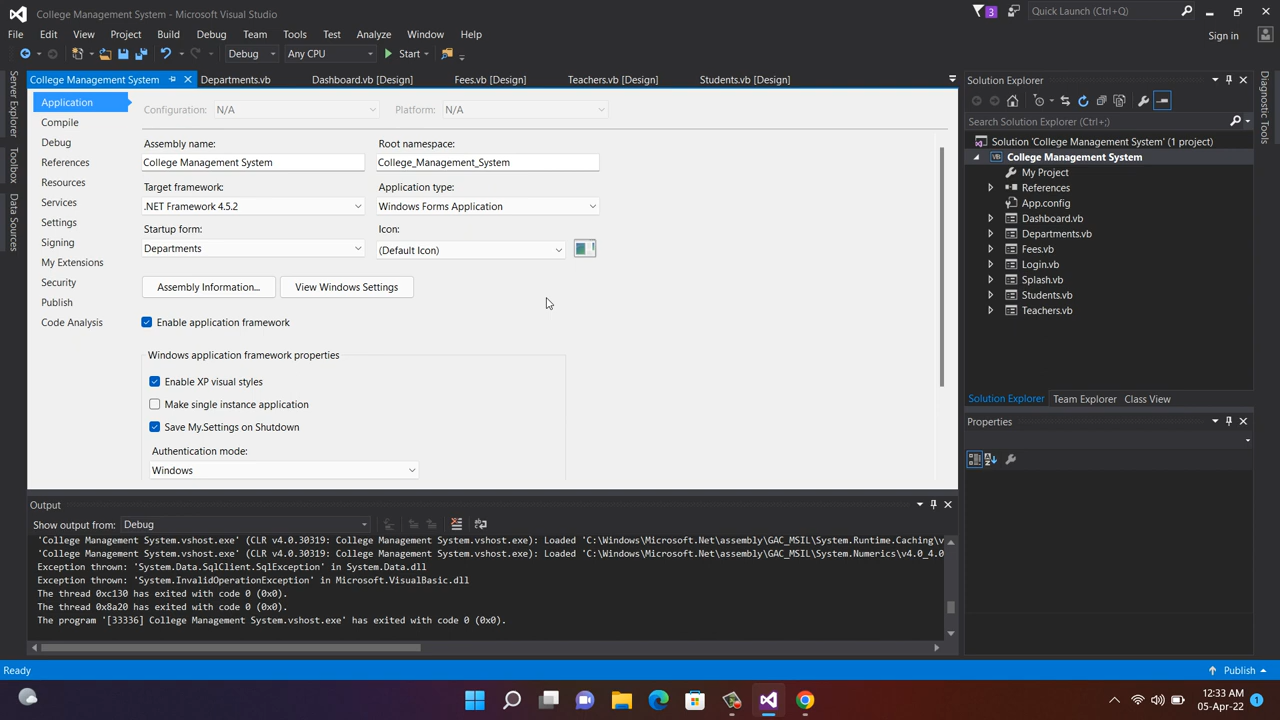 College Management System - Microsoft Visual Studio
3
Quick Launch (Ctrl+Q)
File Edit View Project Build Debug Team Tools Test Analyze Window Help
Sign in
Debug Any CPU Start
College Management System Departments.vb Dashboard.vb [Design] Fees.vb [Design] Teachers.vb [Design] Students.vb [Design]
Server Explorer
Toolbox
Data Sources
Application
Compile
Debug
References
Resources
Services
Settings
Signing
My Extensions
Security
Publish
Code Analysis
Configuration: N/A Platform: N/A
Assembly name: Root namespace:
College Management System College_Management_System
Target framework: Application type:
.NET Framework 4.5.2 Windows Forms Application
Startup form: Icon:
Departments (Default Icon)
Assembly Information... View Windows Settings
Enable application framework
Windows application framework properties
Enable XP visual styles
Make single instance application
Save My.Settings on Shutdown
Authentication mode:
Windows
Solution Explorer
Search Solution Explorer (Ctrl+;)
Solution 'College Management System' (1 project)
VB College Management System
My Project
References
App.config
Dashboard.vb
Departments.vb
Fees.vb
Login.vb
Splash.vb
Students.vb
Teachers.vb
Solution Explorer Team Explorer Class View
Properties
Diagnostic Tools
Output
Show output from: Debug
'College Management System.vshost.exe' (CLR v4.0.30319: College Management System.vshost.exe): Loaded 'C:\Windows\Microsoft.Net\assembly\GAC_MSIL\System.Runtime.Caching\v
'College Management System.vshost.exe' (CLR v4.0.30319: College Management System.vshost.exe): Loaded 'C:\Windows\Microsoft.Net\assembly\GAC_MSIL\System.Numerics\v4.0_4.0
Exception thrown: 'System.Data.SqlClient.SqlException' in System.Data.dll
Exception thrown: 'System.InvalidOperationException' in Microsoft.VisualBasic.dll
The thread 0xc130 has exited with code 0 (0x0).
The thread 0x8a20 has exited with code 0 (0x0).
The program '[33336] College Management System.vshost.exe' has exited with code 0 (0x0).
Ready
Publish
12:33 AM
05-Apr-22
1